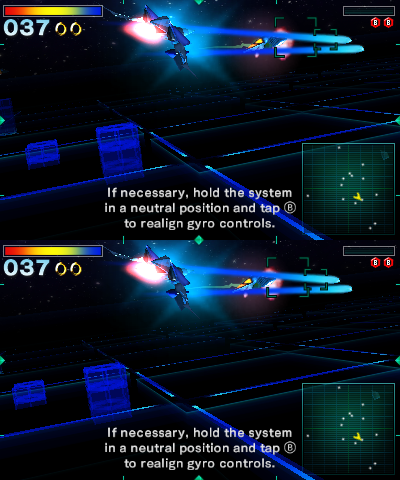 037
B B
If necessary, hold the system
in a neutral position and tap Ⓑ
to realign gyro controls.
037
B B
If necessary, hold the system
in a neutral position and tap Ⓑ
to realign gyro controls.